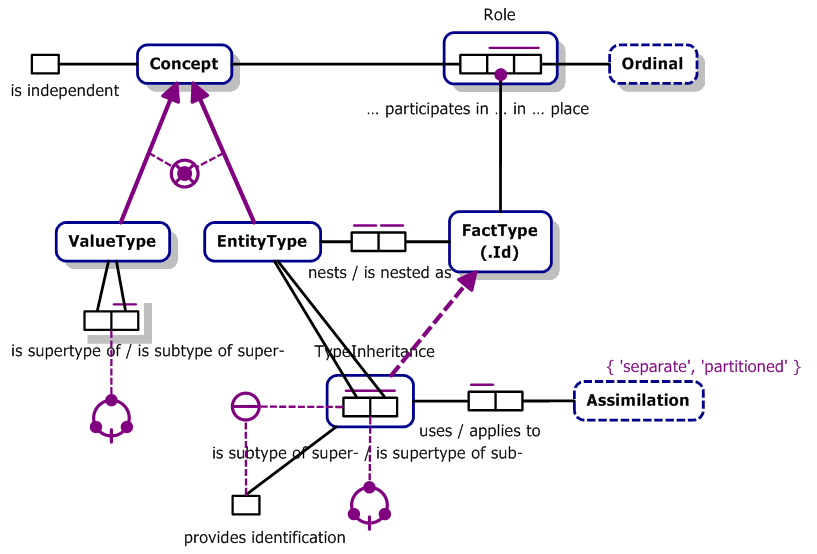 Role
Concept
Ordinal
is independent
... participates in ... in ... place
ValueType
EntityType
FactType
(.Id)
nests / is nested as
is supertype of / is subtype of super-
TypeInheritance
{ 'separate', 'partitioned' }
Assimilation
uses / applies to
is subtype of super- / is supertype of sub-
provides identification